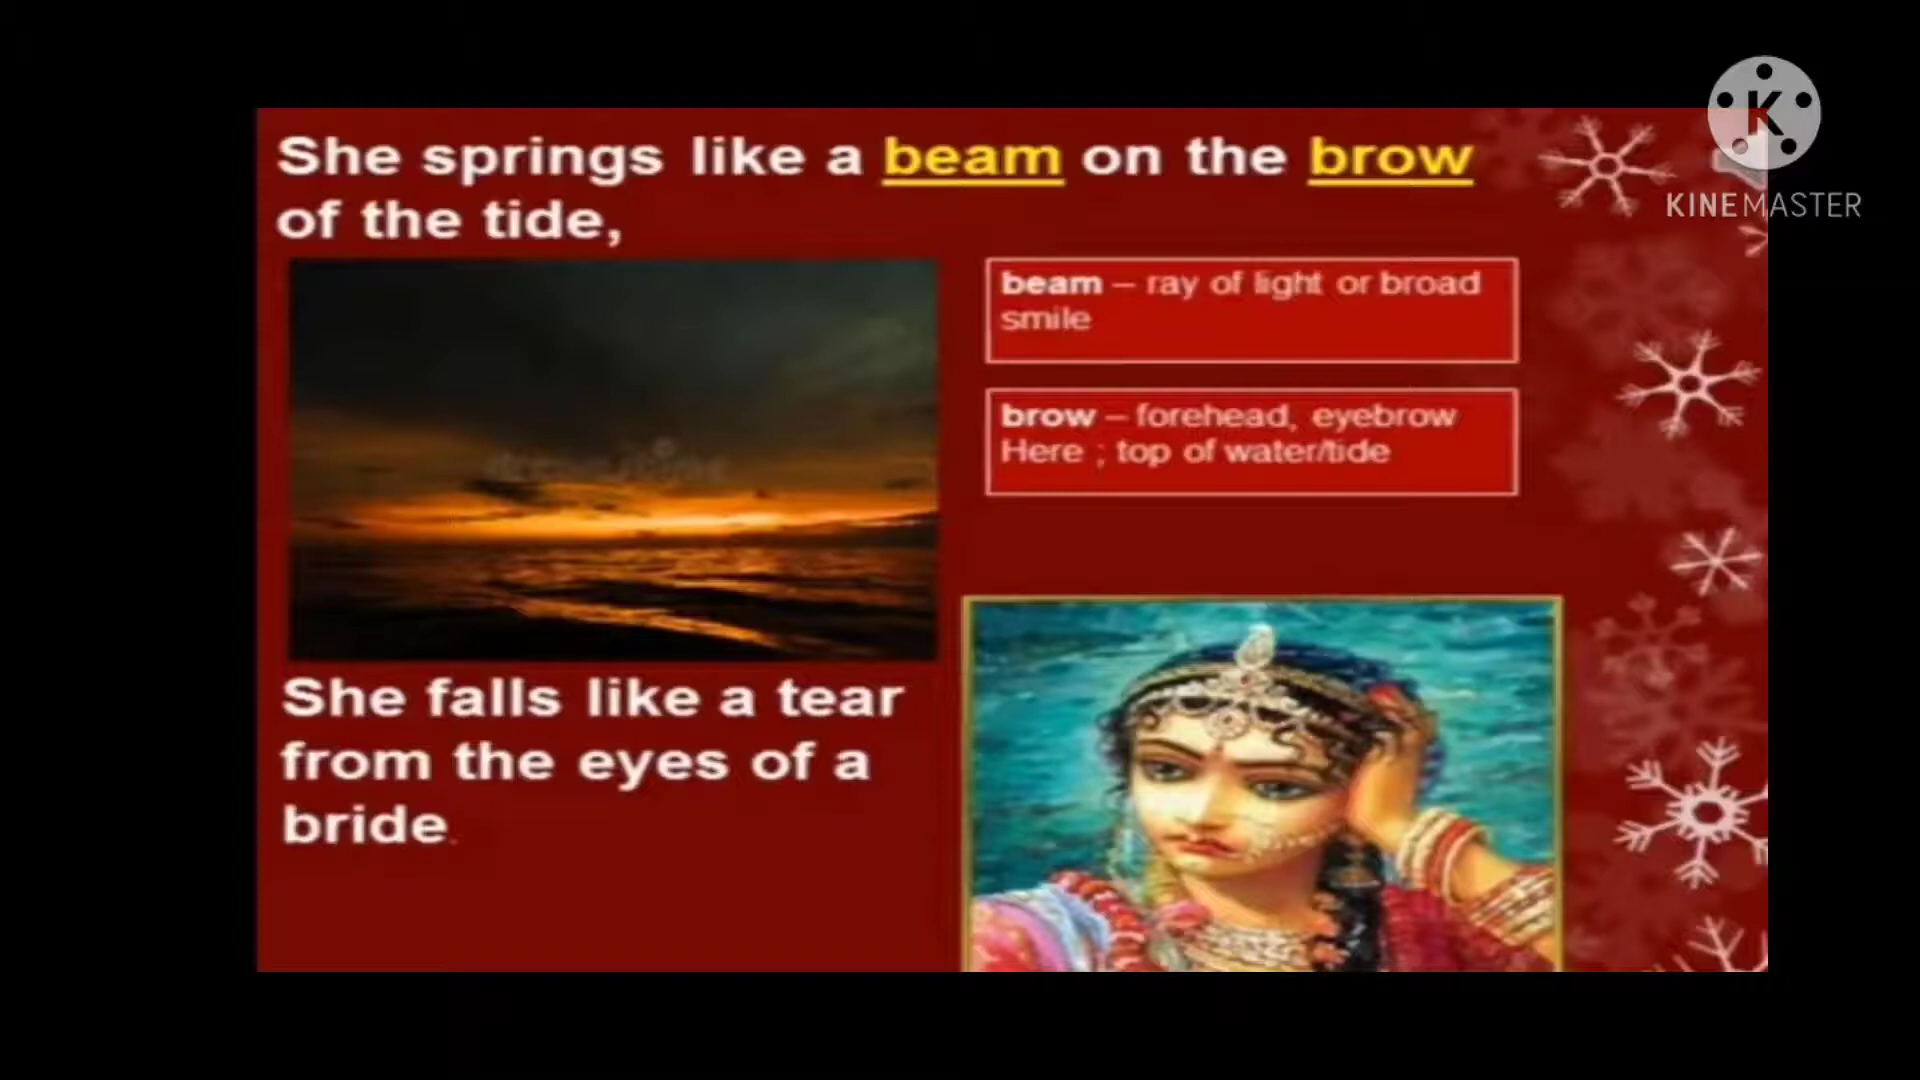 She springs like a beam on the brow
of the tide,
beam – ray of light or broad
smile
brow – forehead, eyebrow
Here ; top of water/tide
She falls like a tear
from the eyes of a
bride.
K
KINEMASTER